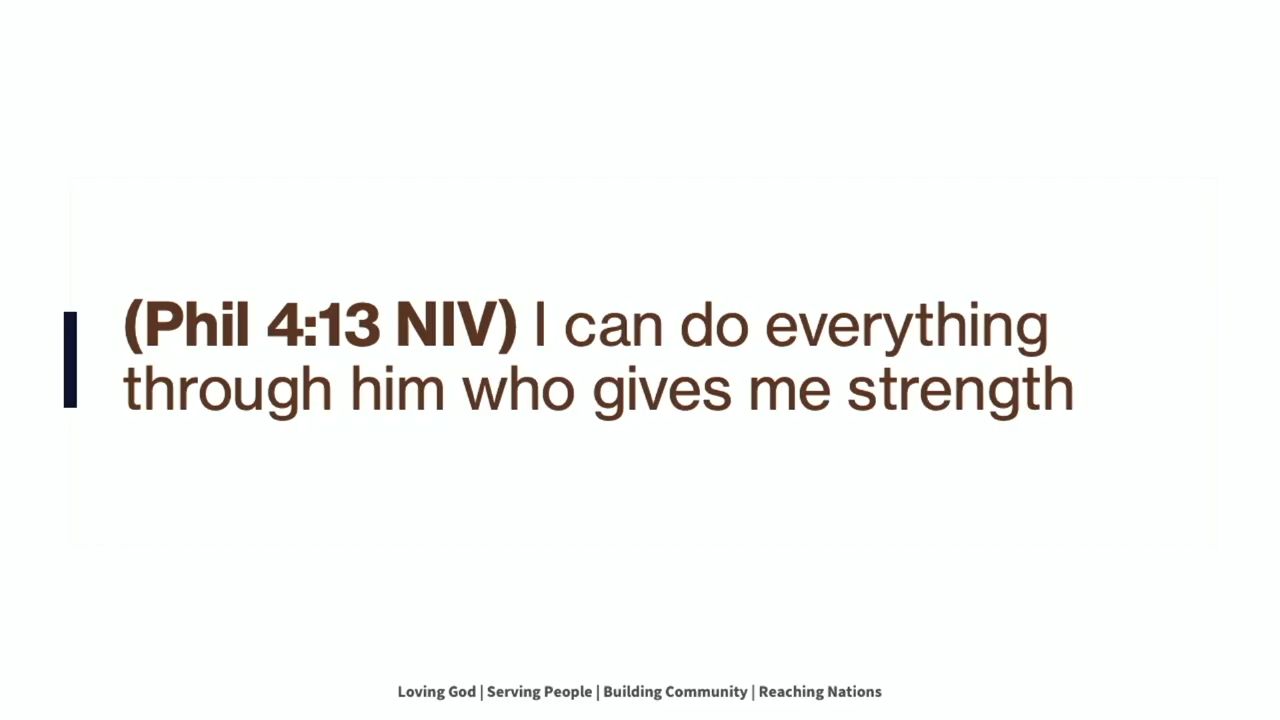 (Phil 4:13 NIV) I can do everything
through him who gives me strength
Loving God | Serving People | Building Community | Reaching Nations